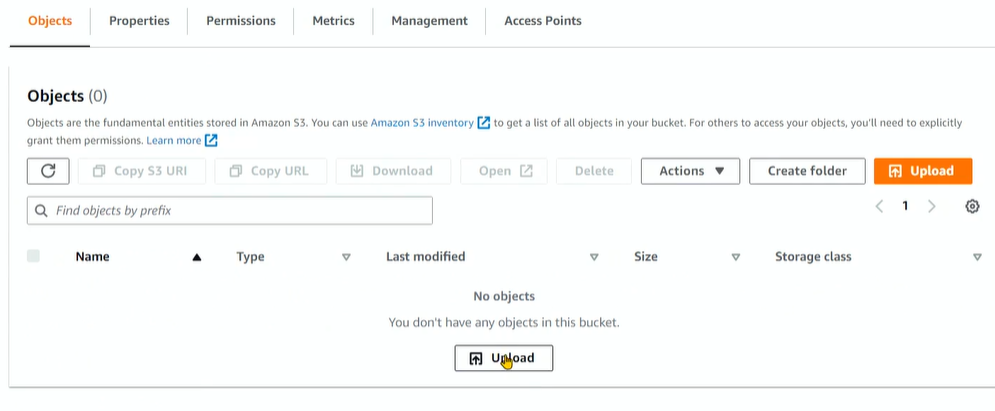 Objects Properties Permissions Metrics Management Access Points
Objects (0)
Objects are the fundamental entities stored in Amazon S3. You can use Amazon S3 inventory to get a list of all objects in your bucket. For others to access your objects, you'll need to explicitly
grant them permissions. Learn more
Copy S3 URI Copy URL Download Open Delete Actions Create folder Upload
Find objects by prefix 1
Name Type Last modified Size Storage class
No objects
You don't have any objects in this bucket.
Upload